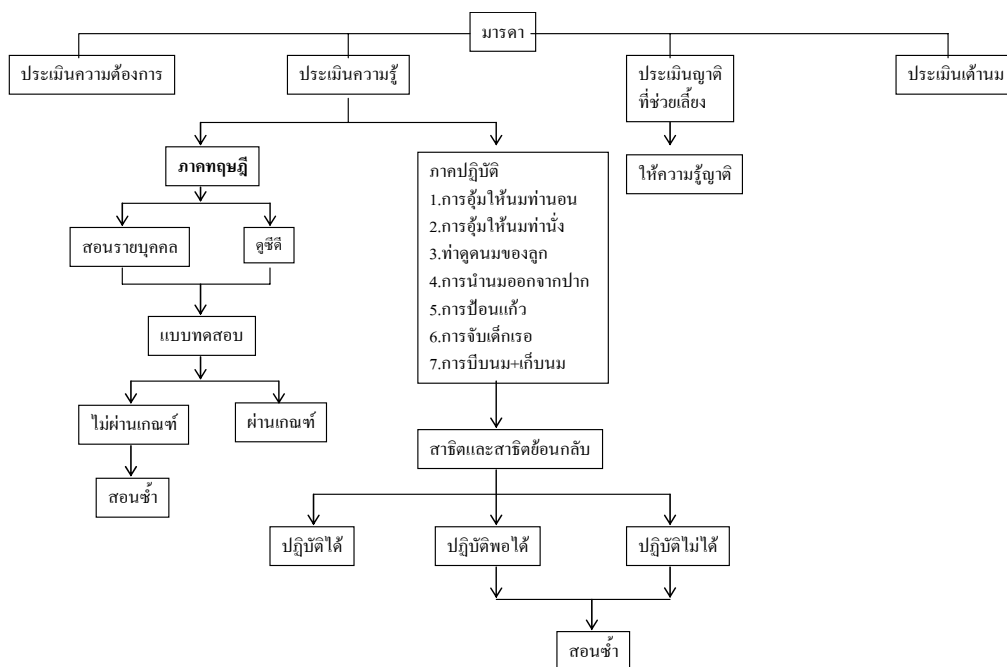 มารดา
ประเมินความต้องการ
ประเมินความรู้
ประเมินญาติ
ที่ช่วยเลี้ยง
ประเมินเต้านม
ภาคทฤษฎี
ภาคปฏิบัติ
1.การอุ้มให้นมท่านอน
2.การอุ้มให้นมท่านั่ง
3.ท่าดูดนมของลูก
4.การนำนมออกจากปาก
5.การป้อนแก้ว
6.การจับเด็กเรอ
7.การบีบนม+เก็บนม
ให้ความรู้ญาติ
สอนรายบุคคล
ดูซีดี
แบบทดสอบ
ไม่ผ่านเกณฑ์
ผ่านเกณฑ์
สอนซ้ำ
สาธิตและสาธิตย้อนกลับ
ปฏิบัติได้
ปฏิบัติพอได้
ปฏิบัติไม่ได้
สอนซ้ำ